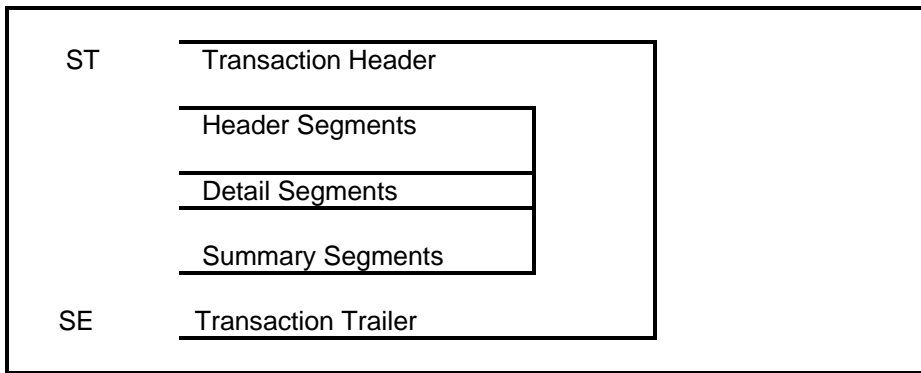 ST Transaction Header
Header Segments
Detail Segments
Summary Segments
SE Transaction Trailer